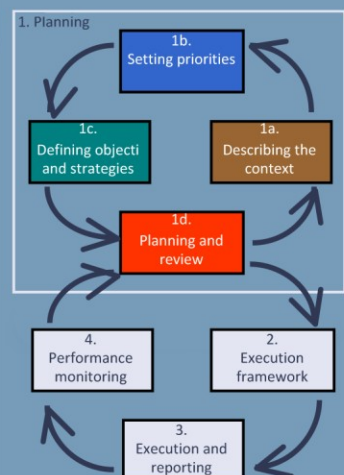 1. Planning
1b.
Setting priorities
1c.
Defining objecti
and strategies
1a.
Describing the
context
1d.
Planning and
review
4.
Performance
monitoring
2.
Execution
framework
3.
Execution and
reporting